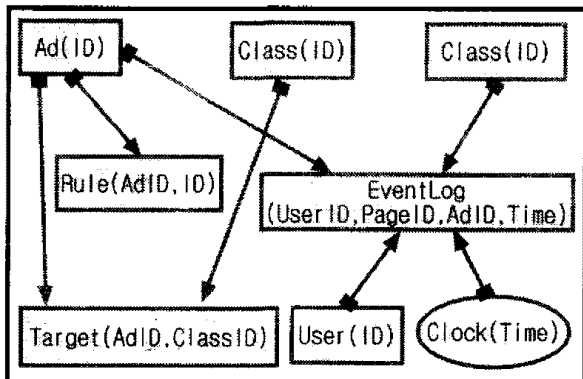 Ad(ID)
Class(ID)
Class(ID)
Rule(AdID,ID)
EventLog
(UserID,PageID,AdID,Time)
Target(AdID,ClassID)
User(ID)
Clock(Time)